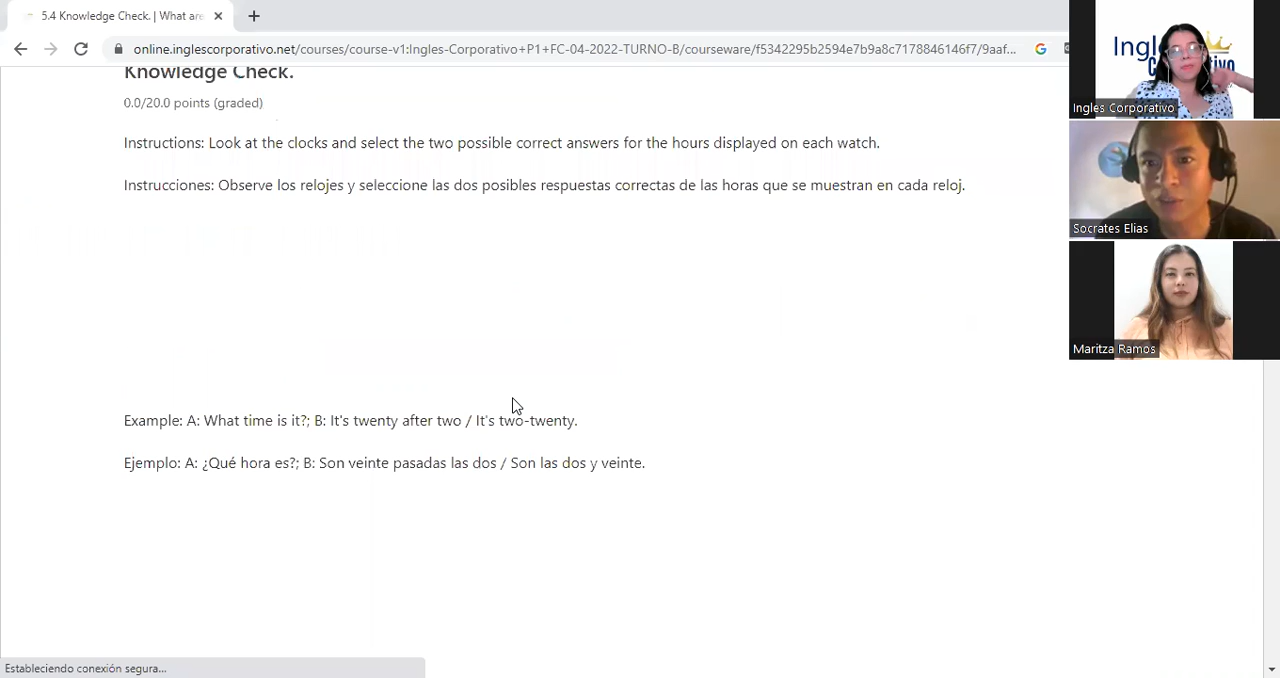 5.4 Knowledge Check. | What are
online.inglescorporativo.net/courses/course-v1:Ingles-Corporativo+P1+FC-04-2022-TURNO-B/courseware/f5342295b2594e7b9a8c7178846146f7/9aaf...
Knowledge Check.
0.0/20.0 points (graded)
Instructions: Look at the clocks and select the two possible correct answers for the hours displayed on each watch.
Instrucciones: Observe los relojes y seleccione las dos posibles respuestas correctas de las horas que se muestran en cada reloj.
Example: A: What time is it?; B: It's twenty after two / It's two-twenty.
Ejemplo: A: ¿Qué hora es?; B: Son veinte pasadas las dos / Son las dos y veinte.
Estableciendo conexión segura...
Ingles Corporativo
Socrates Elias
Maritza Ramos